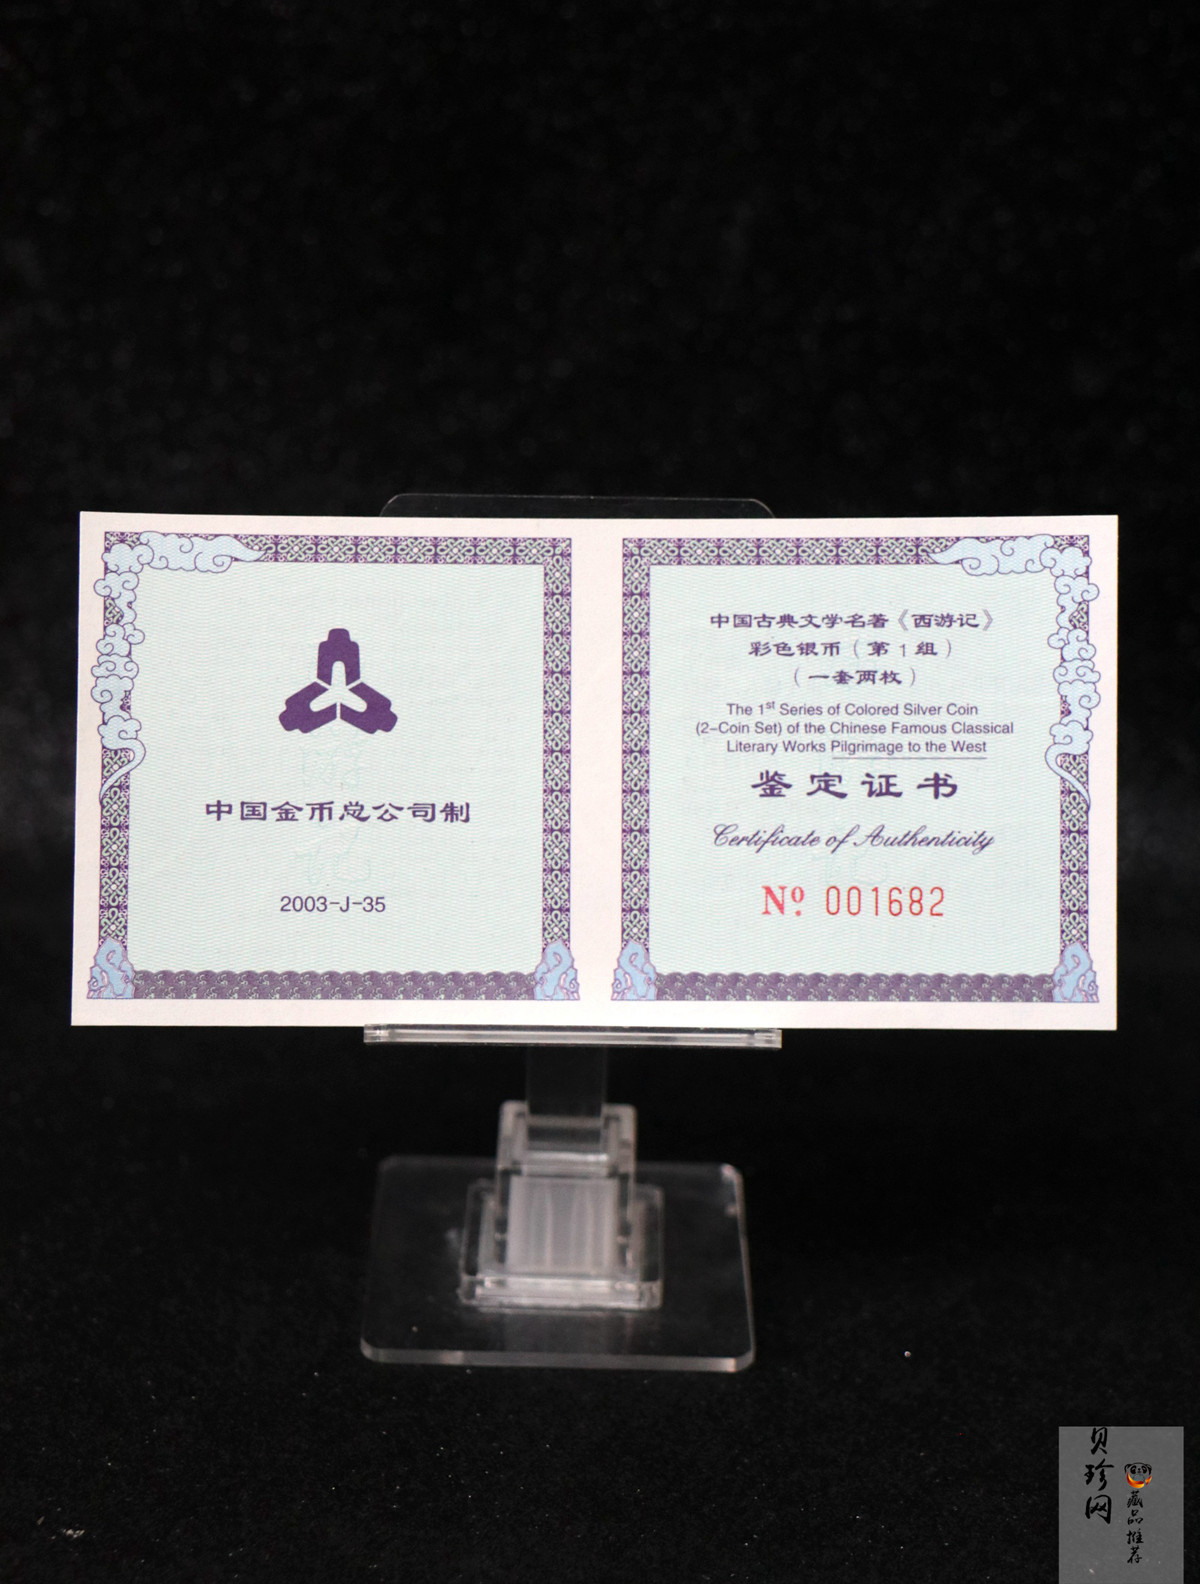 中国金币总公司制
2003-J-35
中国古典文学名著《西游记》
彩色银币（第1组）
（一套两枚）
The 1st Series of Colored Silver Coin
(2-Coin Set) of the Chinese Famous Classical
Literary Works Pilgrimage to the West
鉴定证书
Certificate of Authenticity
Nº 001682
贝珍网
藏品推荐